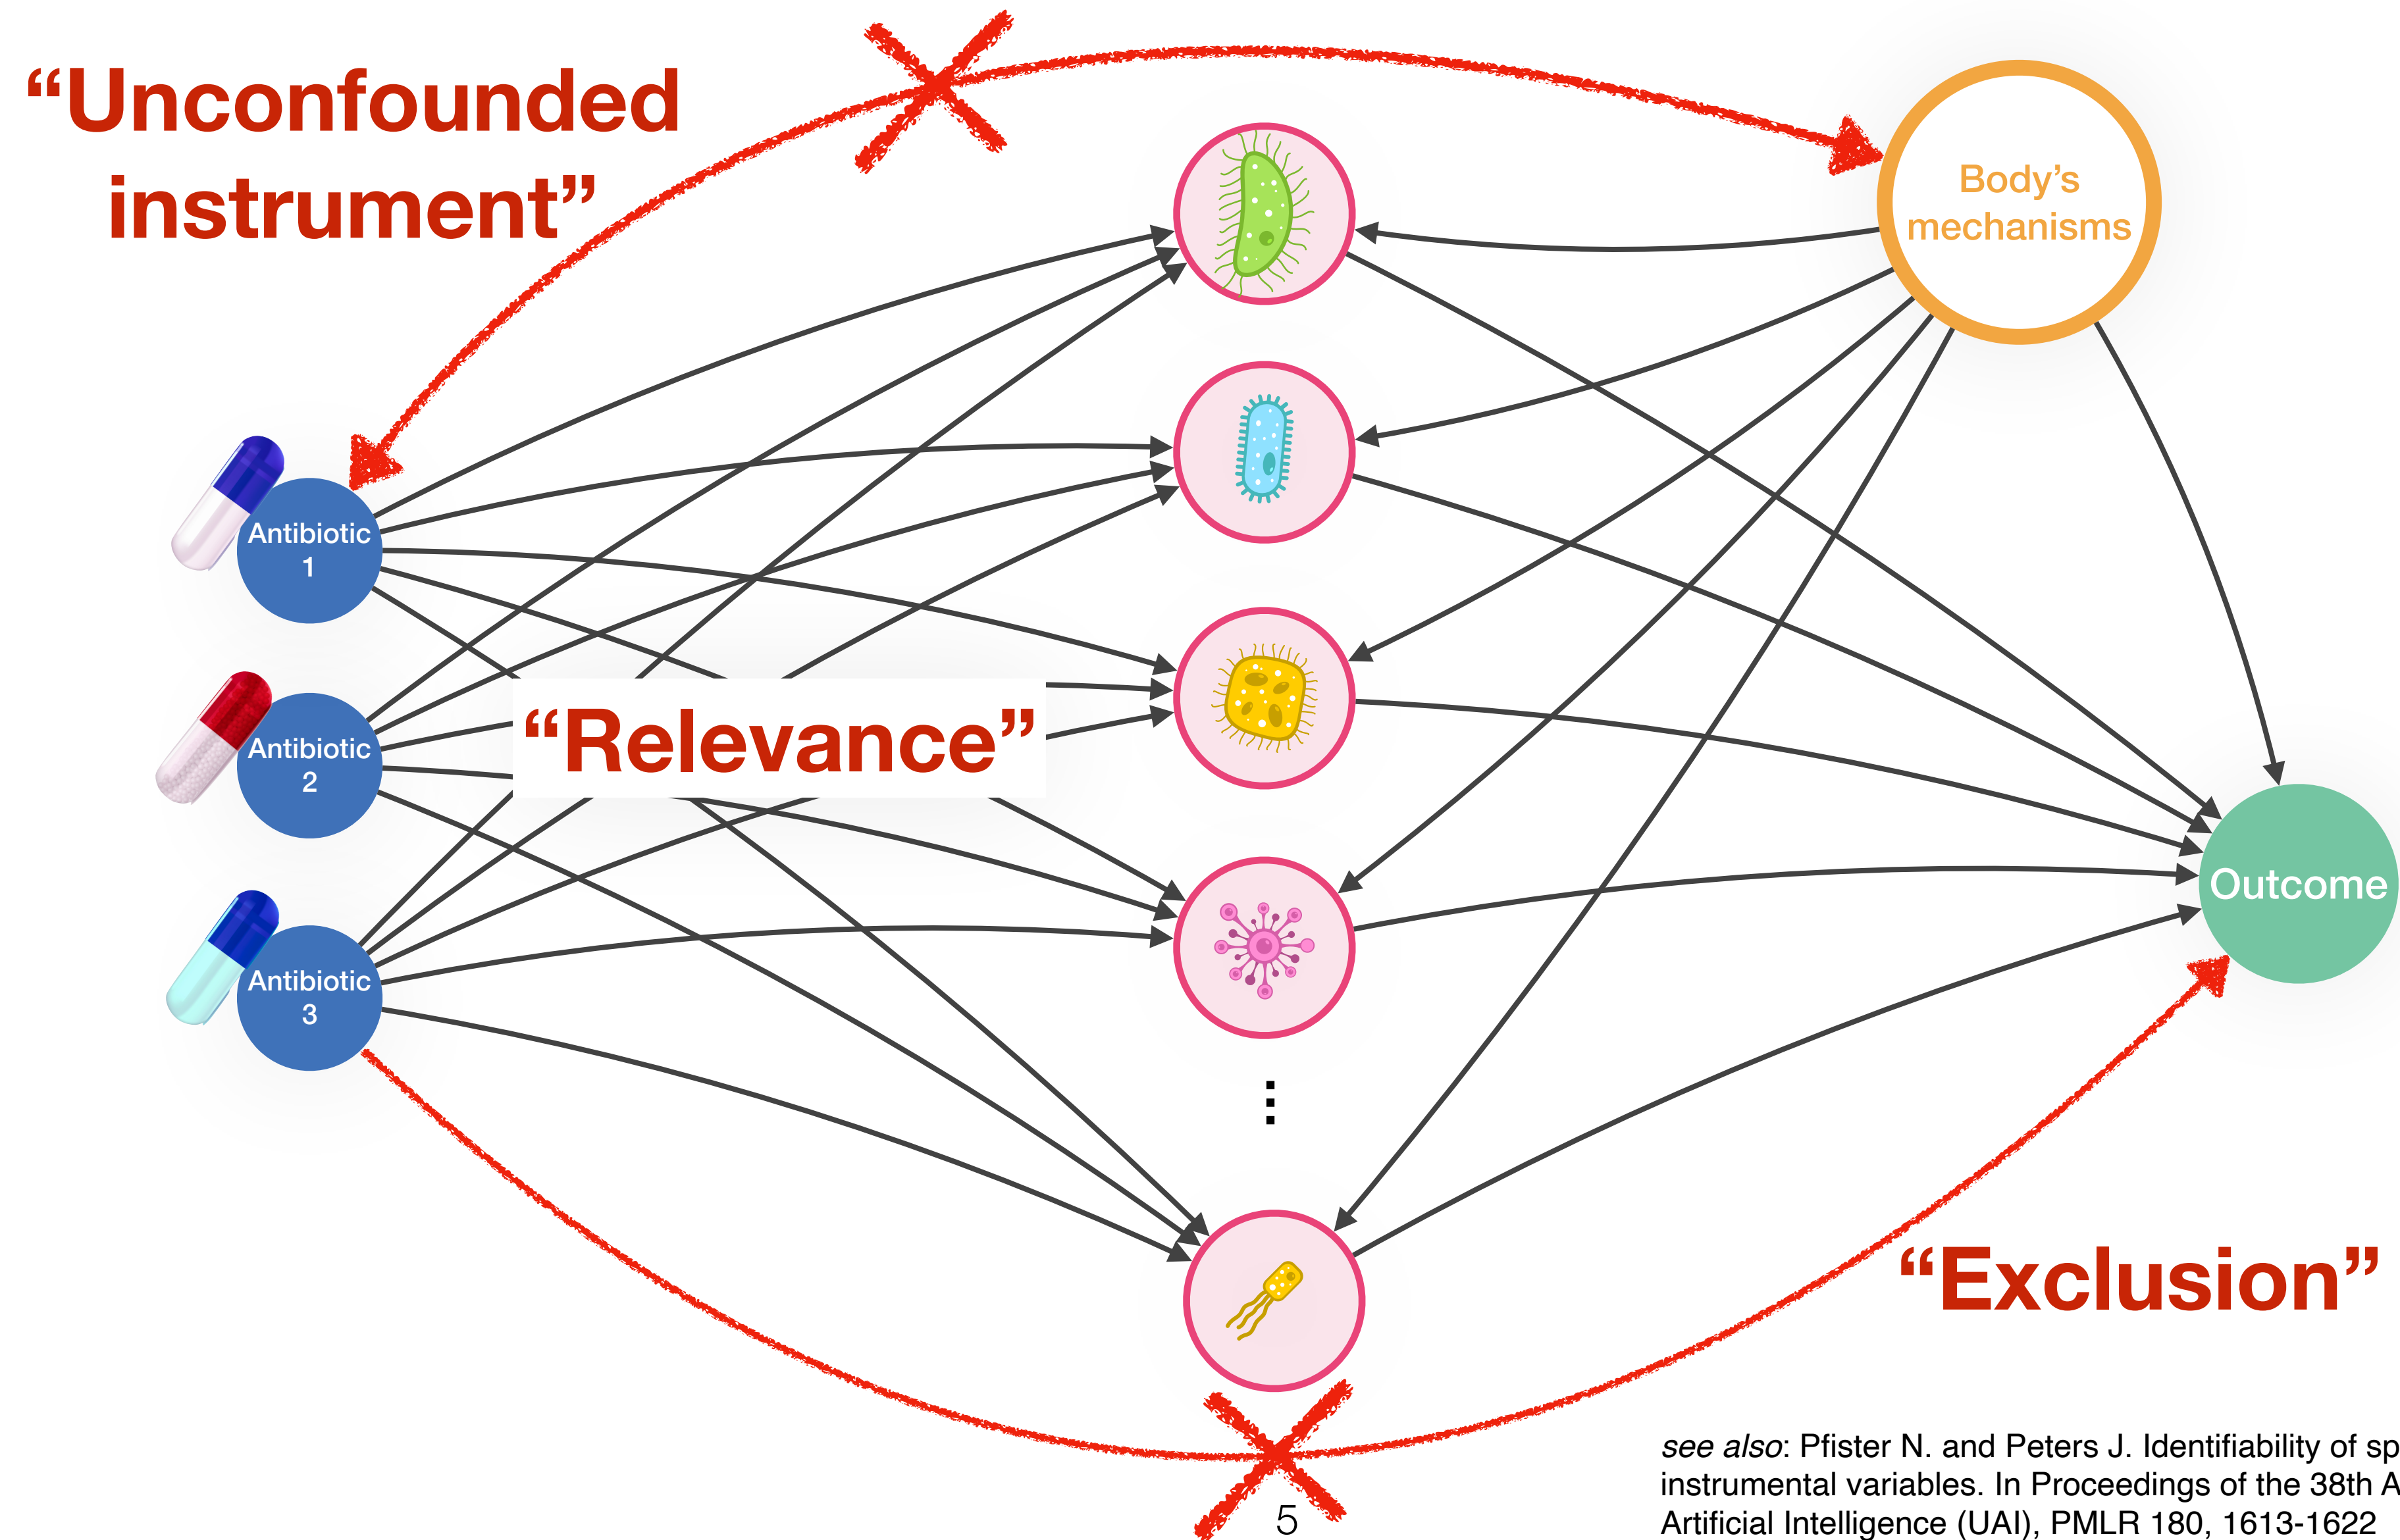 “Unconfounded
instrument”
Body’s
mechanisms
Antibiotic
1
Antibiotic
2
“Relevance”
Antibiotic
3
Outcome
“Exclusion”
see also: Pfister N. and Peters J. Identifiability of
instrumental variables. In Proceedings of the 38th
Artificial Intelligence (UAI), PMLR 180, 1613-1622
5